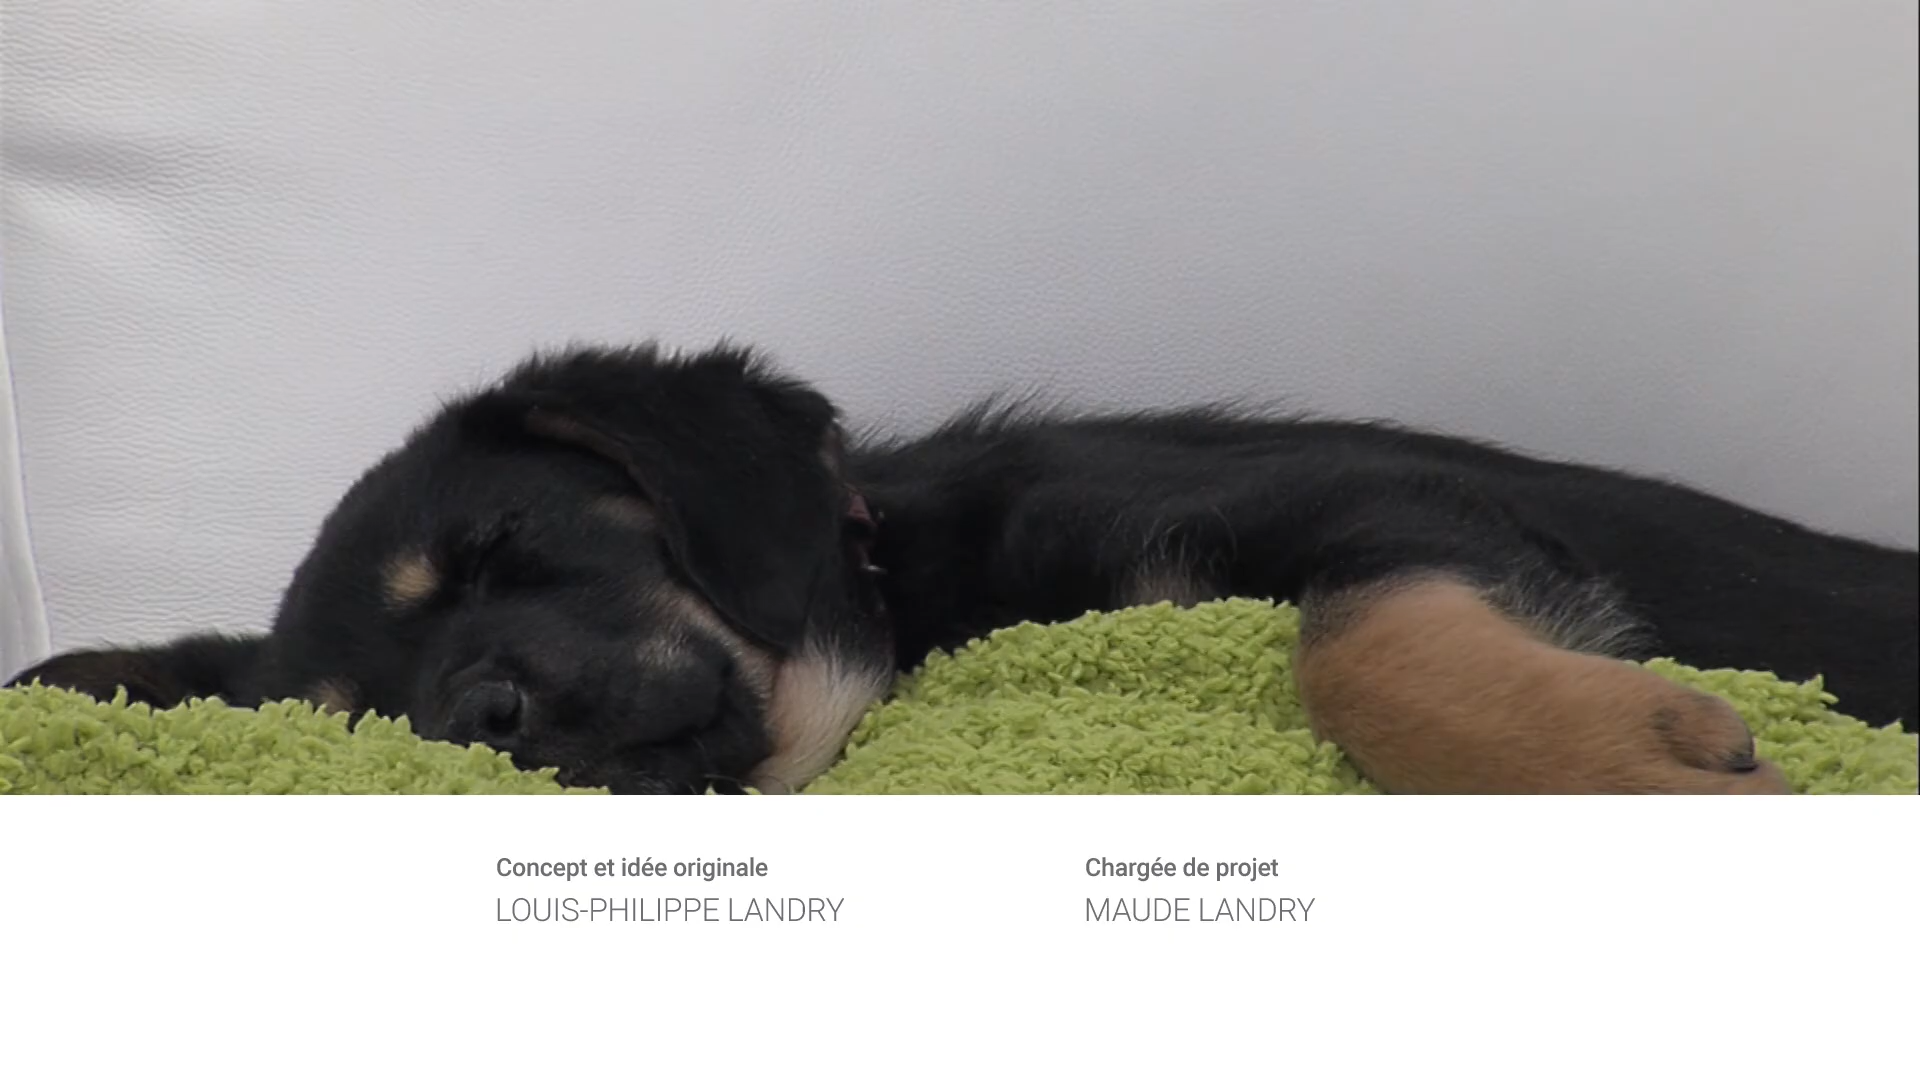 Concept et idée originale
LOUIS-PHILIPPE LANDRY
Chargée de projet
MAUDE LANDRY